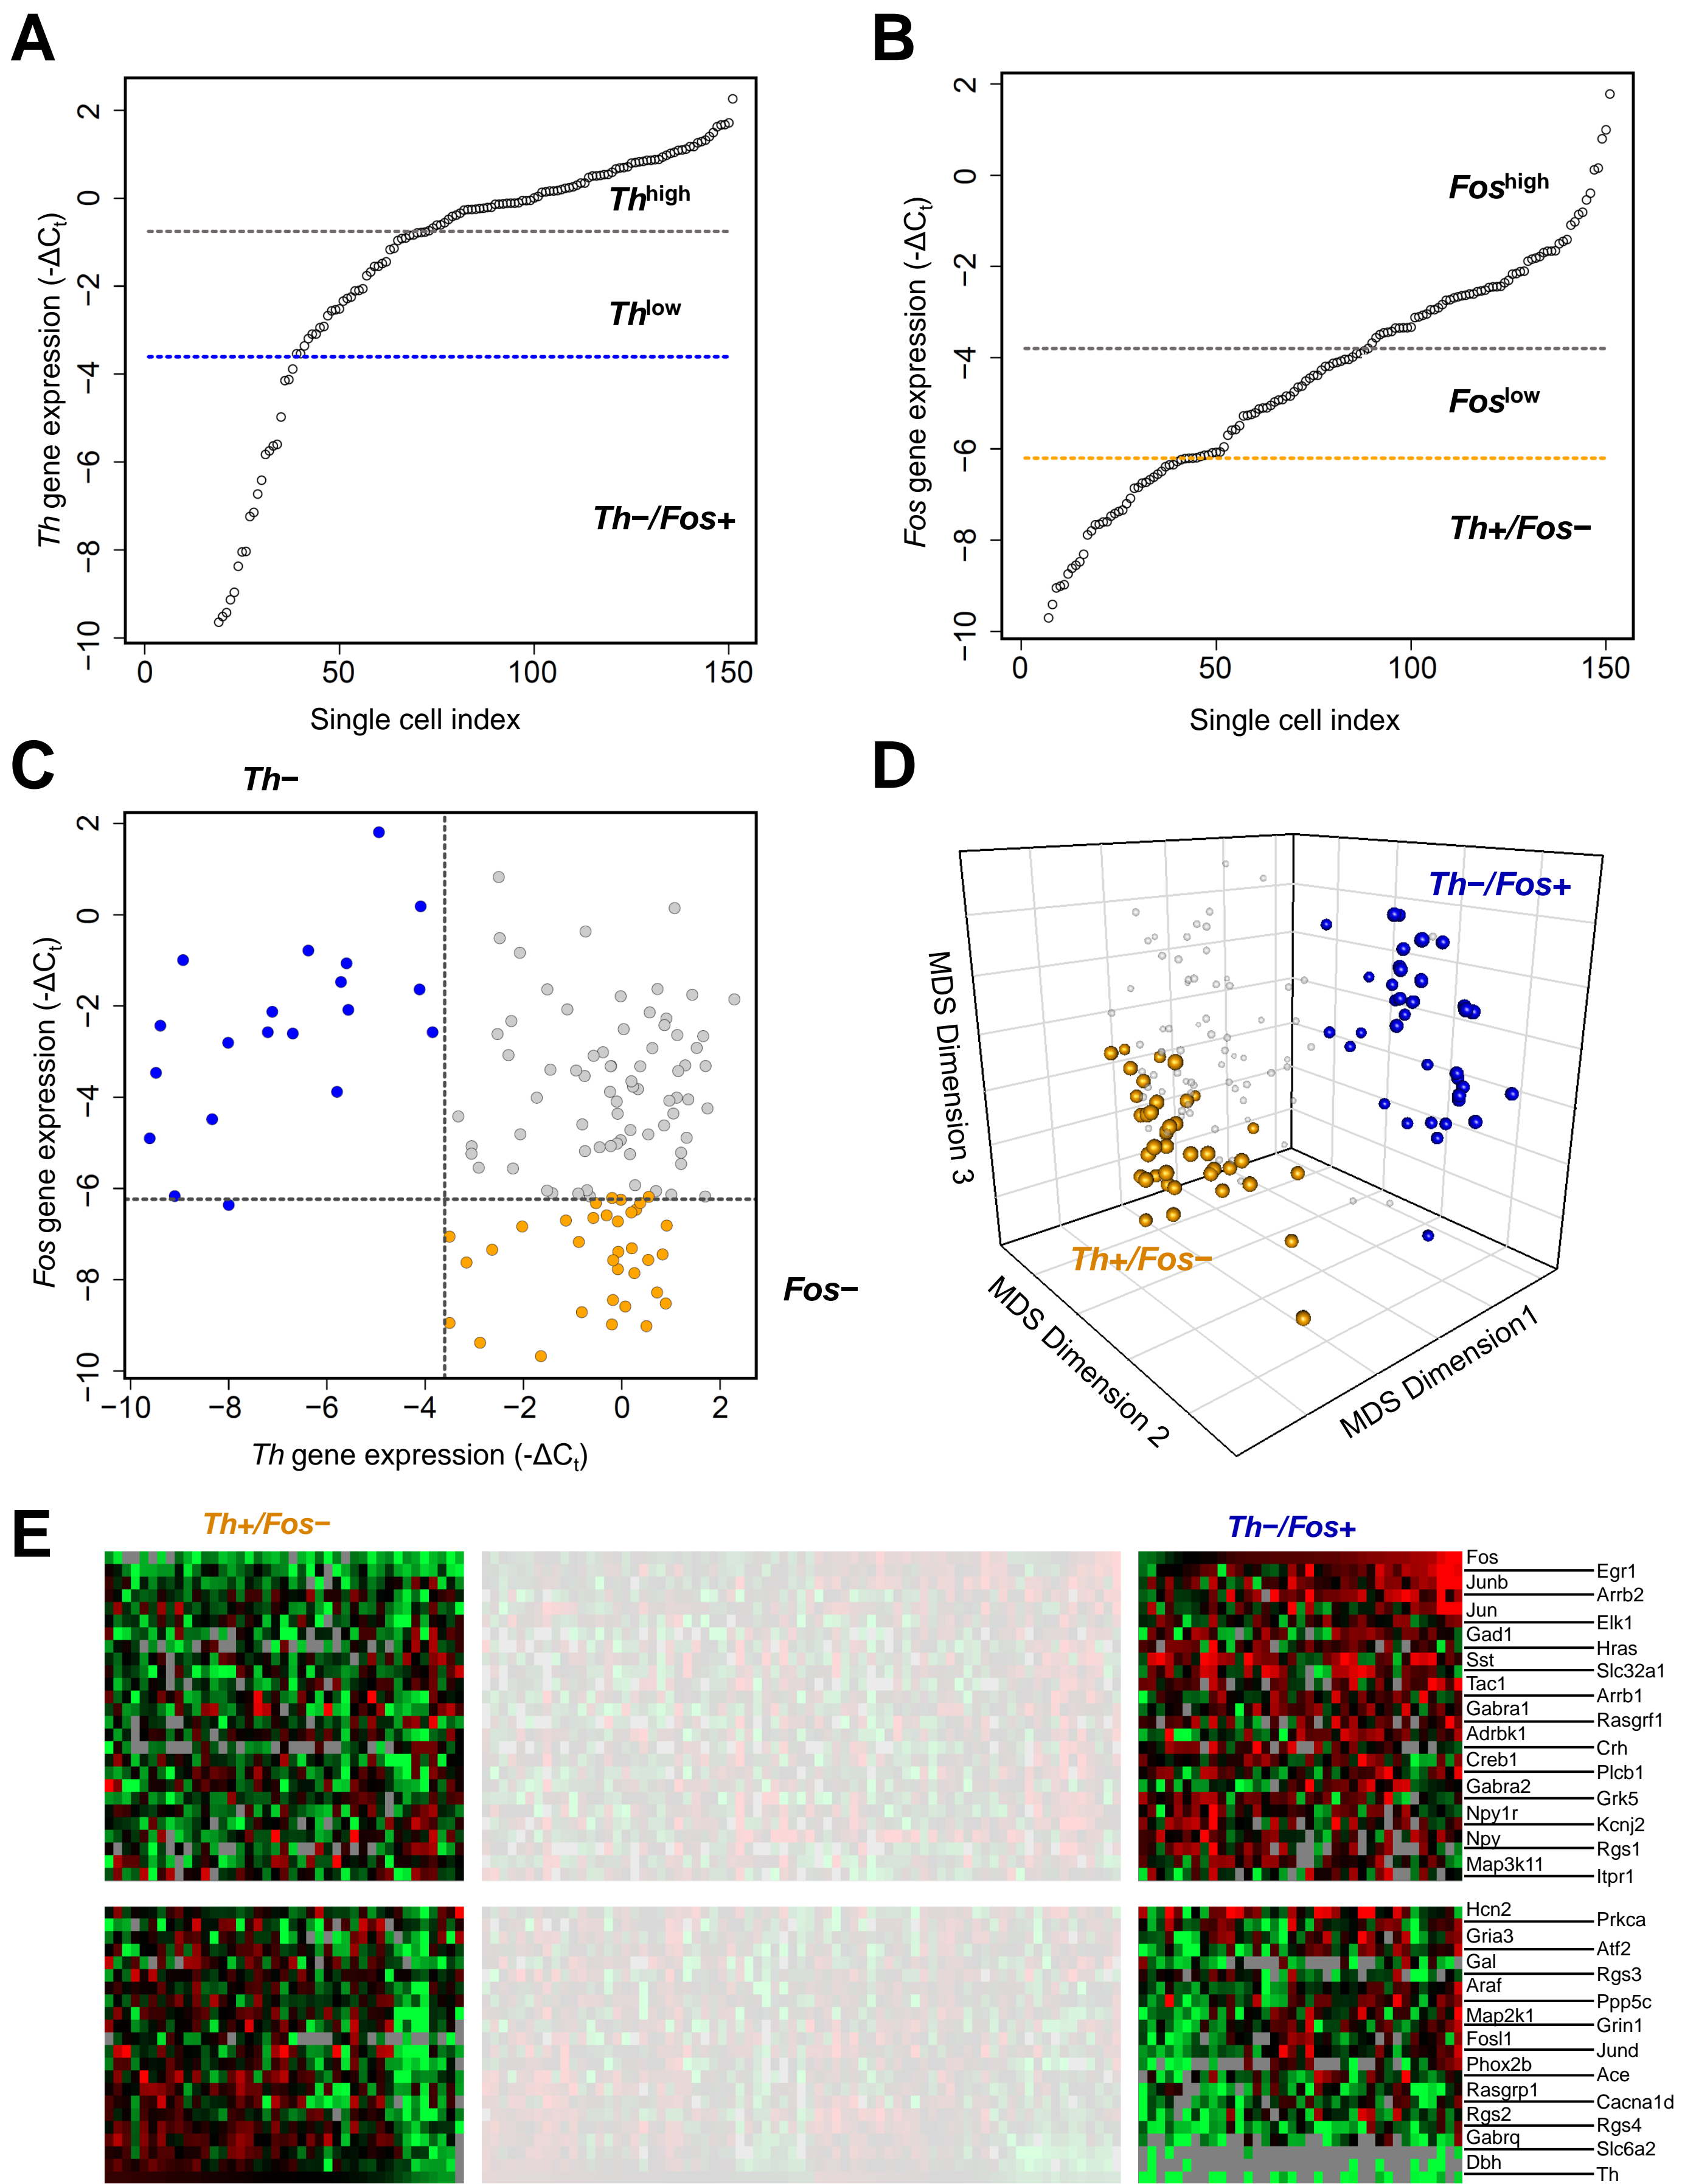 A
Th gene expression (-ΔCt)
2
0
−2
−4
−6
−8
−10
Thhigh
Thlow
Th−/Fos+
0 50 100 150
Single cell index
B
Fos gene expression (-ΔCt)
2
0
−2
−4
−6
−8
−10
Foshigh
Foslow
Th+/Fos−
0 50 100 150
Single cell index
C
Th−
Fos gene expression (-ΔCt)
2
0
−2
−4
−6
−8
−10
Fos−
−10 −8 −6 −4 −2 0 2
Th gene expression (-ΔCt)
D
Th−/Fos+
MDS Dimension 3
Th+/Fos−
MDS Dimension 2
MDS Dimension1
E
Th+/Fos−
Th−/Fos+
Fos
Egr1
Junb
Arrb2
Jun
Elk1
Gad1
Hras
Sst
Slc32a1
Tac1
Arrb1
Gabra1
Rasgrf1
Adrbk1
Crh
Creb1
Plcb1
Gabra2
Grk5
Npy1r
Kcnj2
Npy
Rgs1
Map3k11
Itpr1
Hcn2
Prkca
Gria3
Atf2
Gal
Rgs3
Araf
Ppp5c
Map2k1
Grin1
Fosl1
Jund
Phox2b
Ace
Rasgrp1
Cacna1d
Rgs2
Rgs4
Gabrq
Slc6a2
Dbh
Th